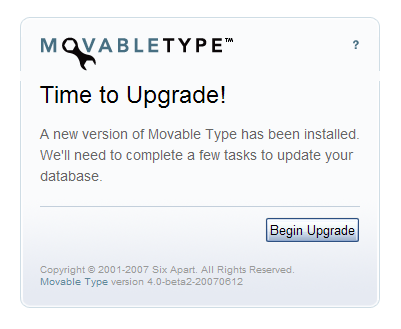 MOVABLETYPE™
?
Time to Upgrade!
A new version of Movable Type has been installed.
We'll need to complete a few tasks to update your
database.
Begin Upgrade
Copyright © 2001-2007 Six Apart. All Rights Reserved.
Movable Type version 4.0-beta2-20070612